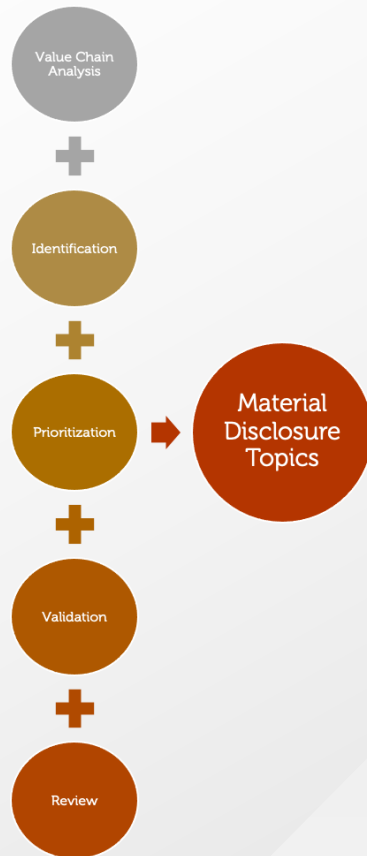 Value Chain
Analysis
Identification
Prioritization
Material
Disclosure
Topics
Validation
Review